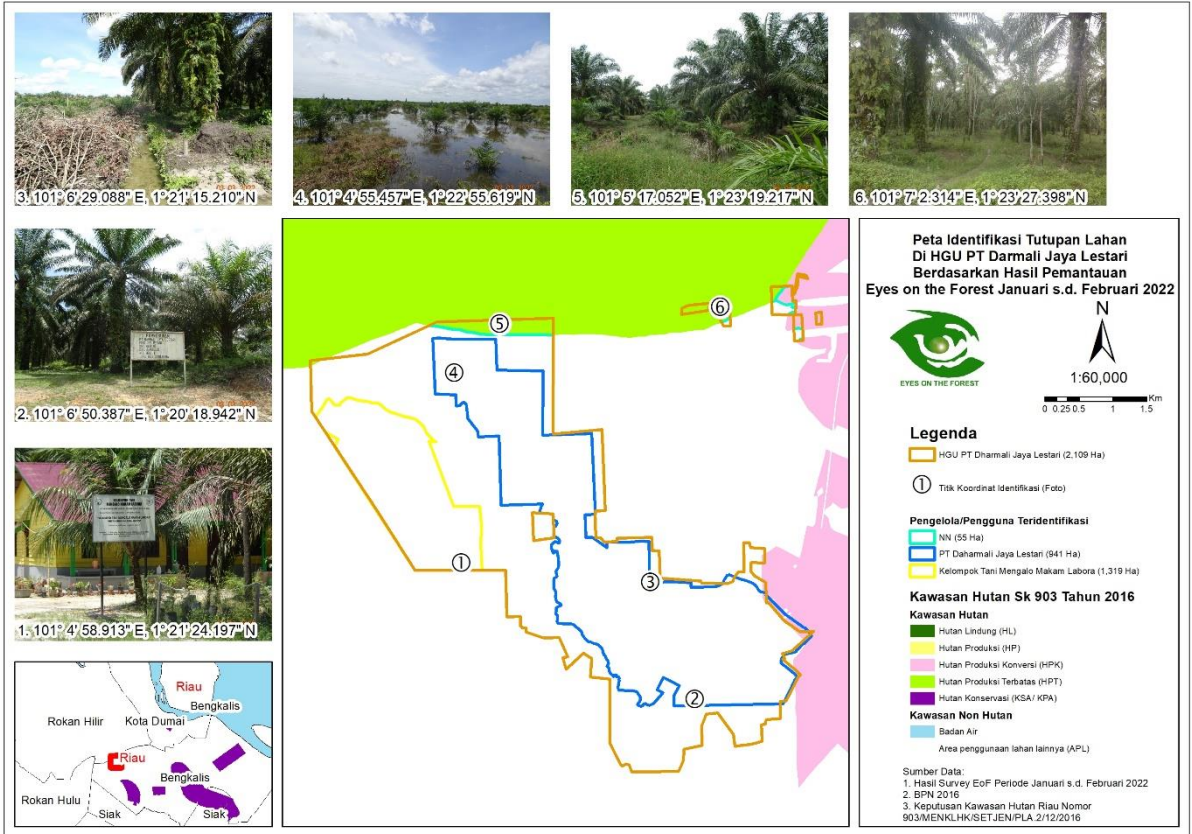 3. 101° 6' 29.088" E, 1° 21' 15.210" N
4. 101° 4' 55.457" E, 1° 22' 55.619" N
5. 101° 5' 17.052" E, 1° 23' 19.217" N
6. 101° 7' 2.314" E, 1° 23' 27.398" N
2. 101° 6' 50.387" E, 1° 20' 18.942" N
1. 101° 4' 58.913" E, 1° 21' 24.197" N
Riau
Bengkalis
Rokan Hilir
Kota Dumai
Riau
Bengkalis
Rokan Hulu
Siak
Siak
5
6
4
3
1
2
Peta Identifikasi Tutupan Lahan
Di HGU PT Darmali Jaya Lestari
Berdasarkan Hasil Pemantauan
Eyes on the Forest Januari s.d. Februari 2022
N
EYES ON THE FOREST
1:60,000
Km
0 0.25 0.5 1 1.5
Legenda
HGU PT Dharmali Jaya Lestari (2,109 Ha)
1 Titik Koordinat Identifikasi (Foto)
Pengelola/Pengguna Teridentifikasi
NN (55 Ha)
PT Daharmali Jaya Lestari (941 Ha)
Kelompok Tani Mengalo Makam Labora (1,319 Ha)
Kawasan Hutan Sk 903 Tahun 2016
Kawasan Hutan
Hutan Lindung (HL)
Hutan Produksi (HP)
Hutan Produksi Konversi (HPK)
Hutan Produksi Terbatas (HPT)
Hutan Konservasi (KSA/ KPA)
Kawasan Non Hutan
Badan Air
Area penggunaan lahan lainnya (APL)
Sumber Data:
1. Hasil Survey EoF Periode Januari s.d. Februari 2022
2. BPN 2016
3. Keputusan Kawasan Hutan Riau Nomor
903/MENKLHK/SETJEN/PLA.2/12/2016